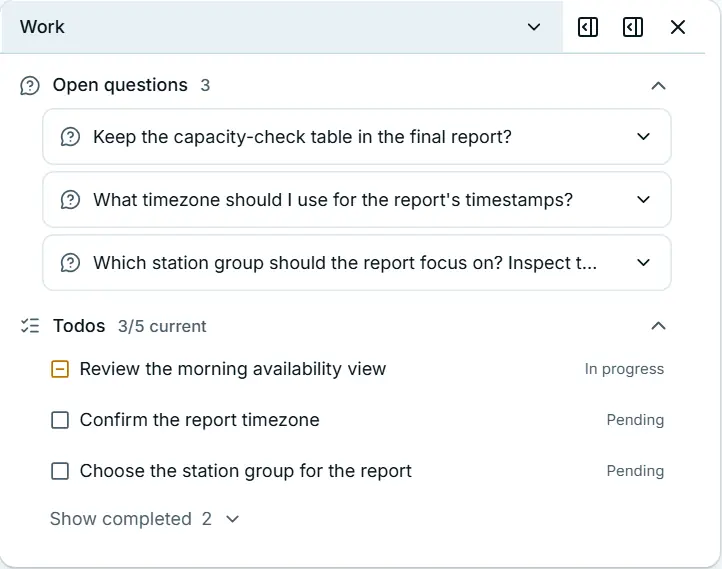 Work
Open questions 3
Keep the capacity-check table in the final report?
What timezone should I use for the report's timestamps?
Which station group should the report focus on? Inspect t...
Todos 3/5 current
Review the morning availability view In progress
Confirm the report timezone Pending
Choose the station group for the report Pending
Show completed 2